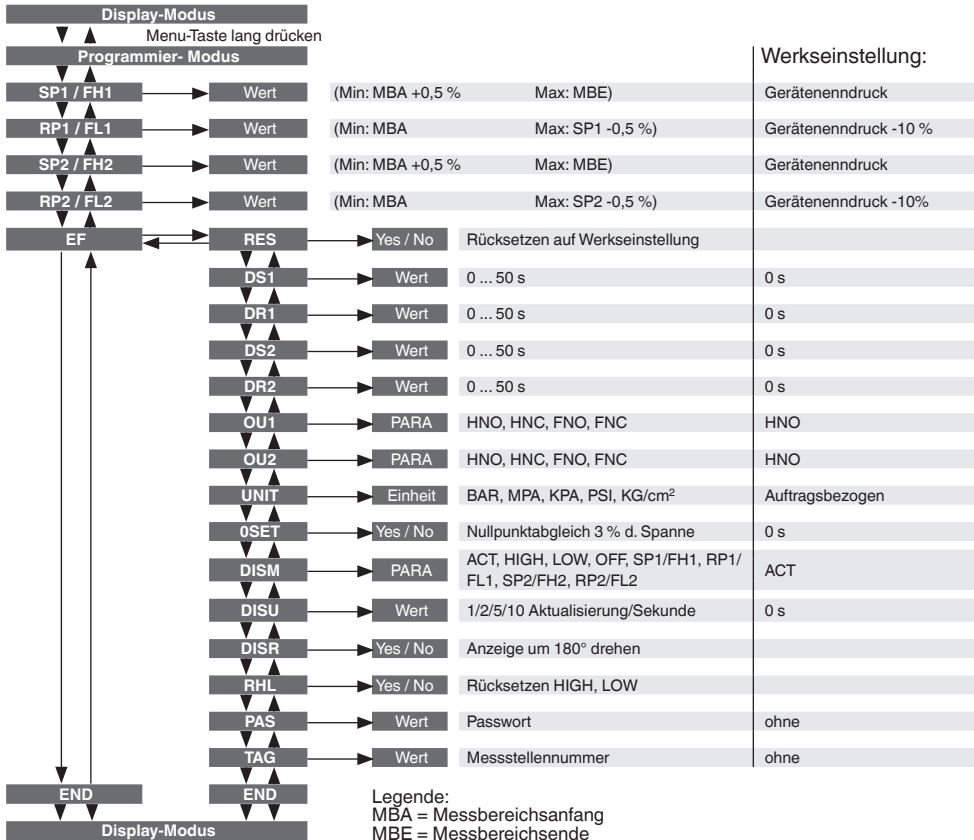 Display-Modus
Menu-Taste lang drücken
Programmier- Modus
Werkseinstellung:
SP1 / FH1 Wert (Min: MBA +0,5 % Max: MBE) Gerätenenndruck
RP1 / FL1 Wert (Min: MBA Max: SP1 -0,5 %) Gerätenenndruck -10 %
SP2 / FH2 Wert (Min: MBA +0,5 % Max: MBE) Gerätenenndruck
RP2 / FL2 Wert (Min: MBA Max: SP2 -0,5 %) Gerätenenndruck -10%
EF RES Yes / No Rücksetzen auf Werkseinstellung
DS1 Wert 0 ... 50 s 0 s
DR1 Wert 0 ... 50 s 0 s
DS2 Wert 0 ... 50 s 0 s
DR2 Wert 0 ... 50 s 0 s
OU1 PARA HNO, HNC, FNO, FNC HNO
OU2 PARA HNO, HNC, FNO, FNC HNO
UNIT Einheit BAR, MPA, KPA, PSI, KG/cm² Auftragsbezogen
0SET Yes / No Nullpunktabgleich 3 % d. Spanne 0 s
DISM PARA ACT, HIGH, LOW, OFF, SP1/FH1, RP1/
FL1, SP2/FH2, RP2/FL2 ACT
DISU Wert 1/2/5/10 Aktualisierung/Sekunde 0 s
DISR Yes / No Anzeige um 180° drehen
RHL Yes / No Rücksetzen HIGH, LOW
PAS Wert Passwort ohne
TAG Wert Messstellennummer ohne
END END
Display-Modus
Legende:
MBA = Messbereichsanfang
MBE = Messbereichsende